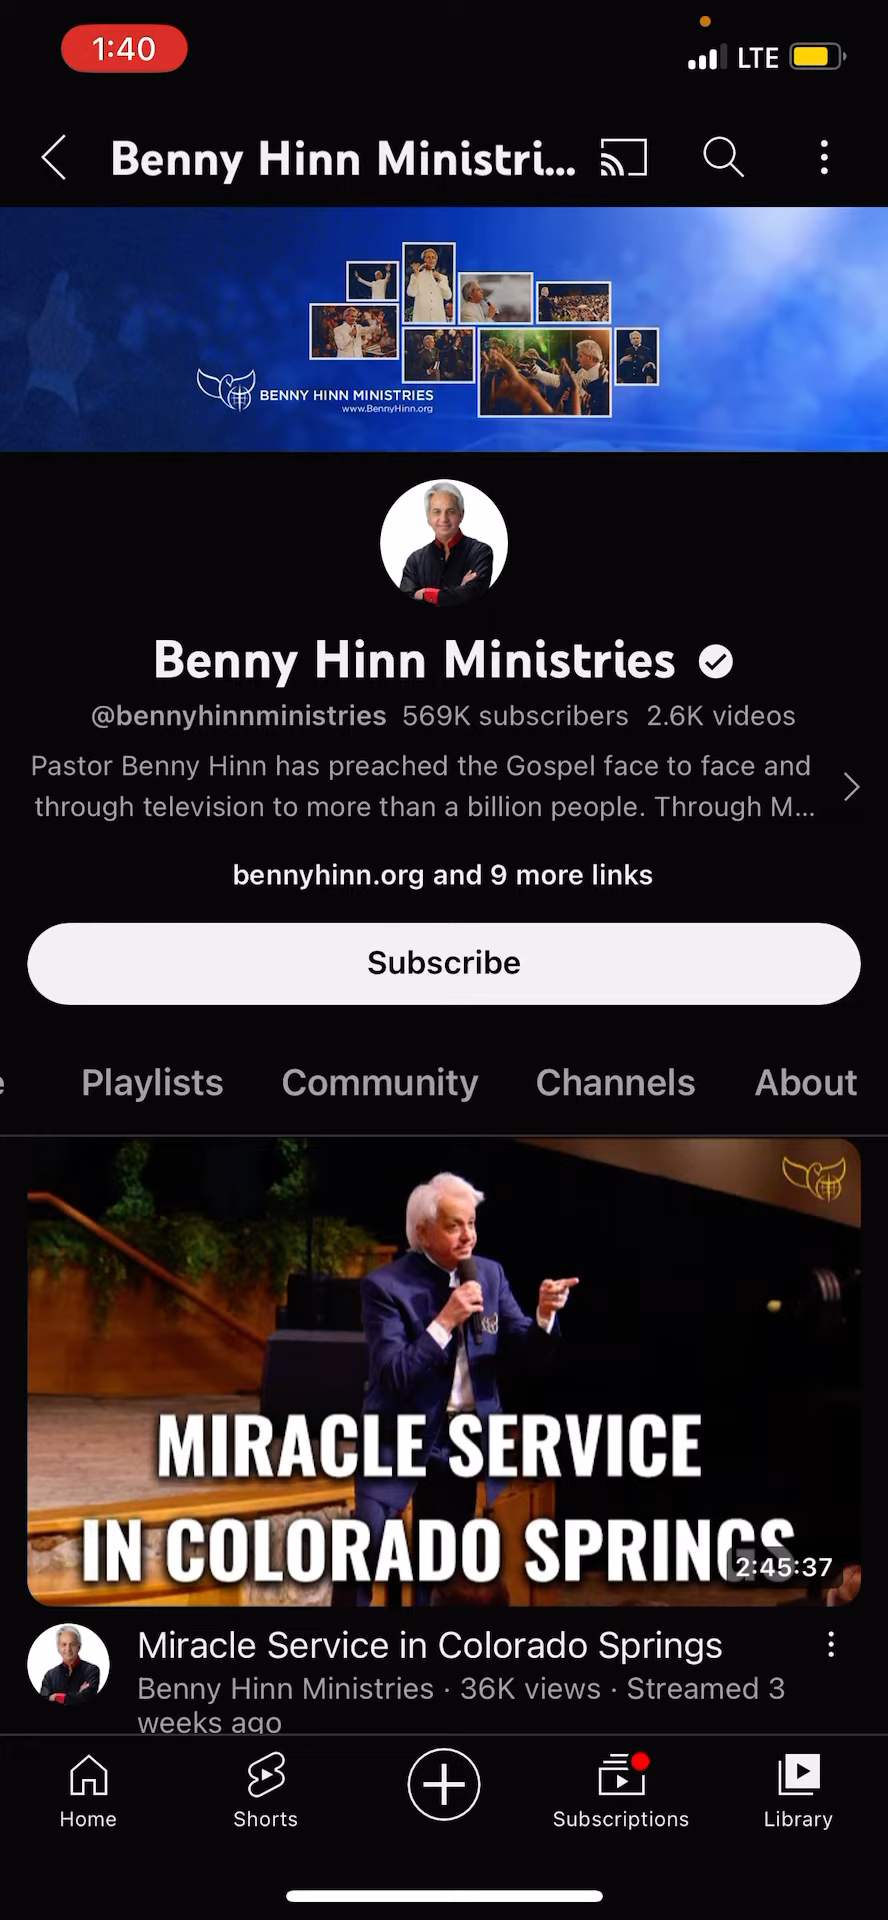 1:40
LTE
Benny Hinn Ministri...
BENNY HINN MINISTRIES
www.BennyHinn.org
Benny Hinn Ministries
@bennyhinnministries 569K subscribers 2.6K videos
Pastor Benny Hinn has preached the Gospel face to face and
through television to more than a billion people. Through M...
bennyhinn.org and 9 more links
Subscribe
e Playlists Community Channels About
MIRACLE SERVICE
IN COLORADO SPRINGS
2:45:37
Miracle Service in Colorado Springs
Benny Hinn Ministries · 36K views · Streamed 3
weeks ago
Home Shorts Subscriptions Library